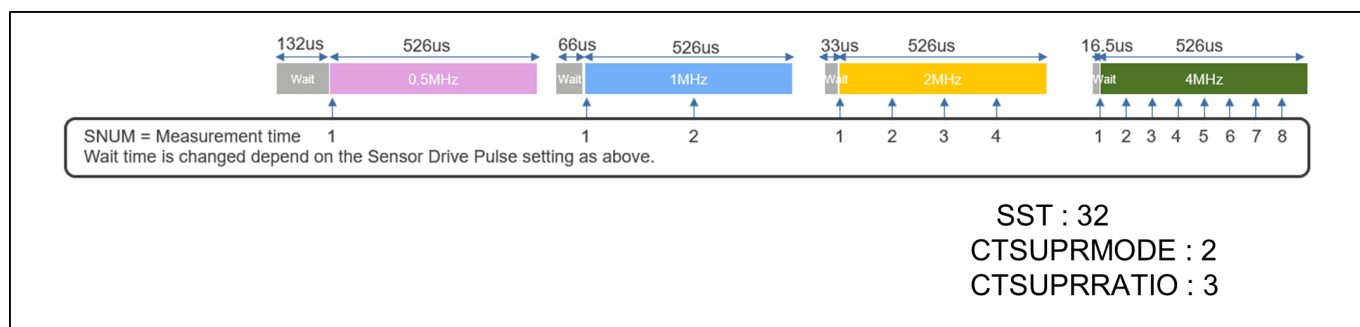 132us 526us 66us 526us 33us 526us 16.5us 526us
Wait 0.5MHz Wait 1MHz Wait 2MHz Wait 4MHz
SNUM = Measurement time 1 1 2 1 2 3 4 1 2 3 4 5 6 7 8
Wait time is changed depend on the Sensor Drive Pulse setting as above.
SST : 32
CTSUPRMODE : 2
CTSUPRRATIO : 3